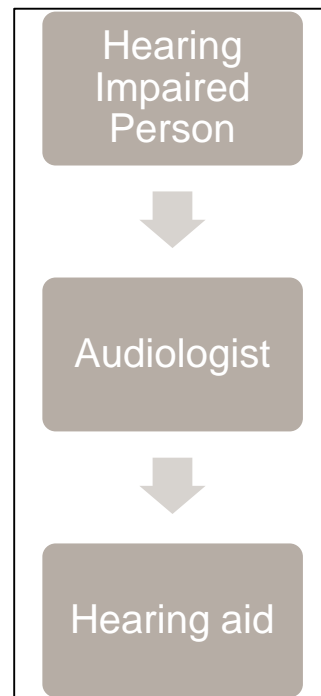 Hearing
Impaired
Person
Audiologist
Hearing aid